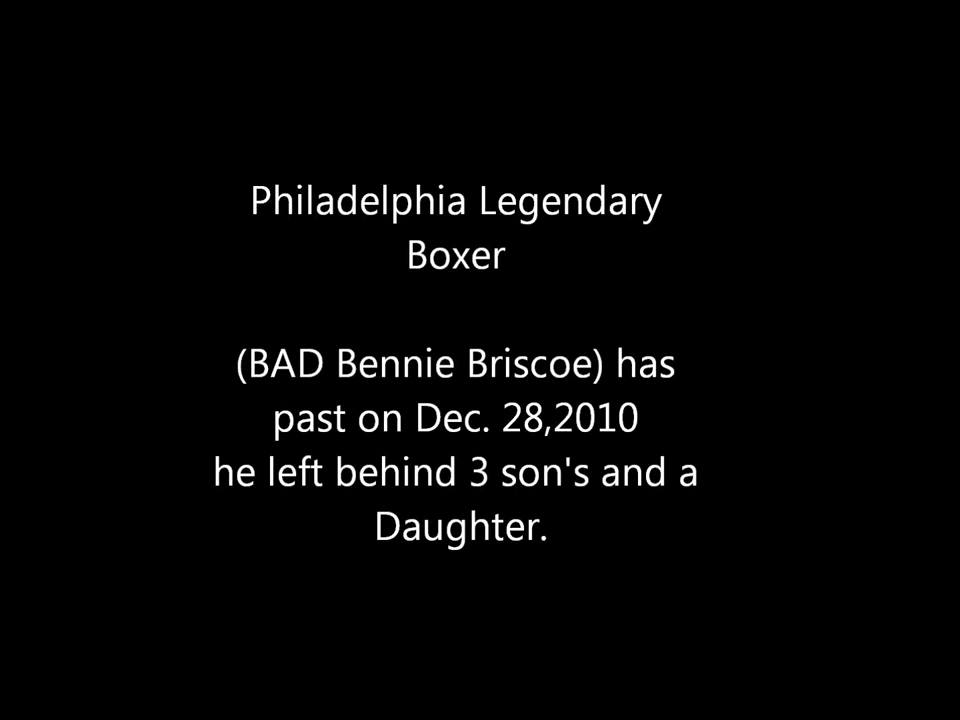 Philadelphia Legendary
Boxer
(BAD Bennie Briscoe) has
past on Dec. 28,2010
he left behind 3 son's and a
Daughter.